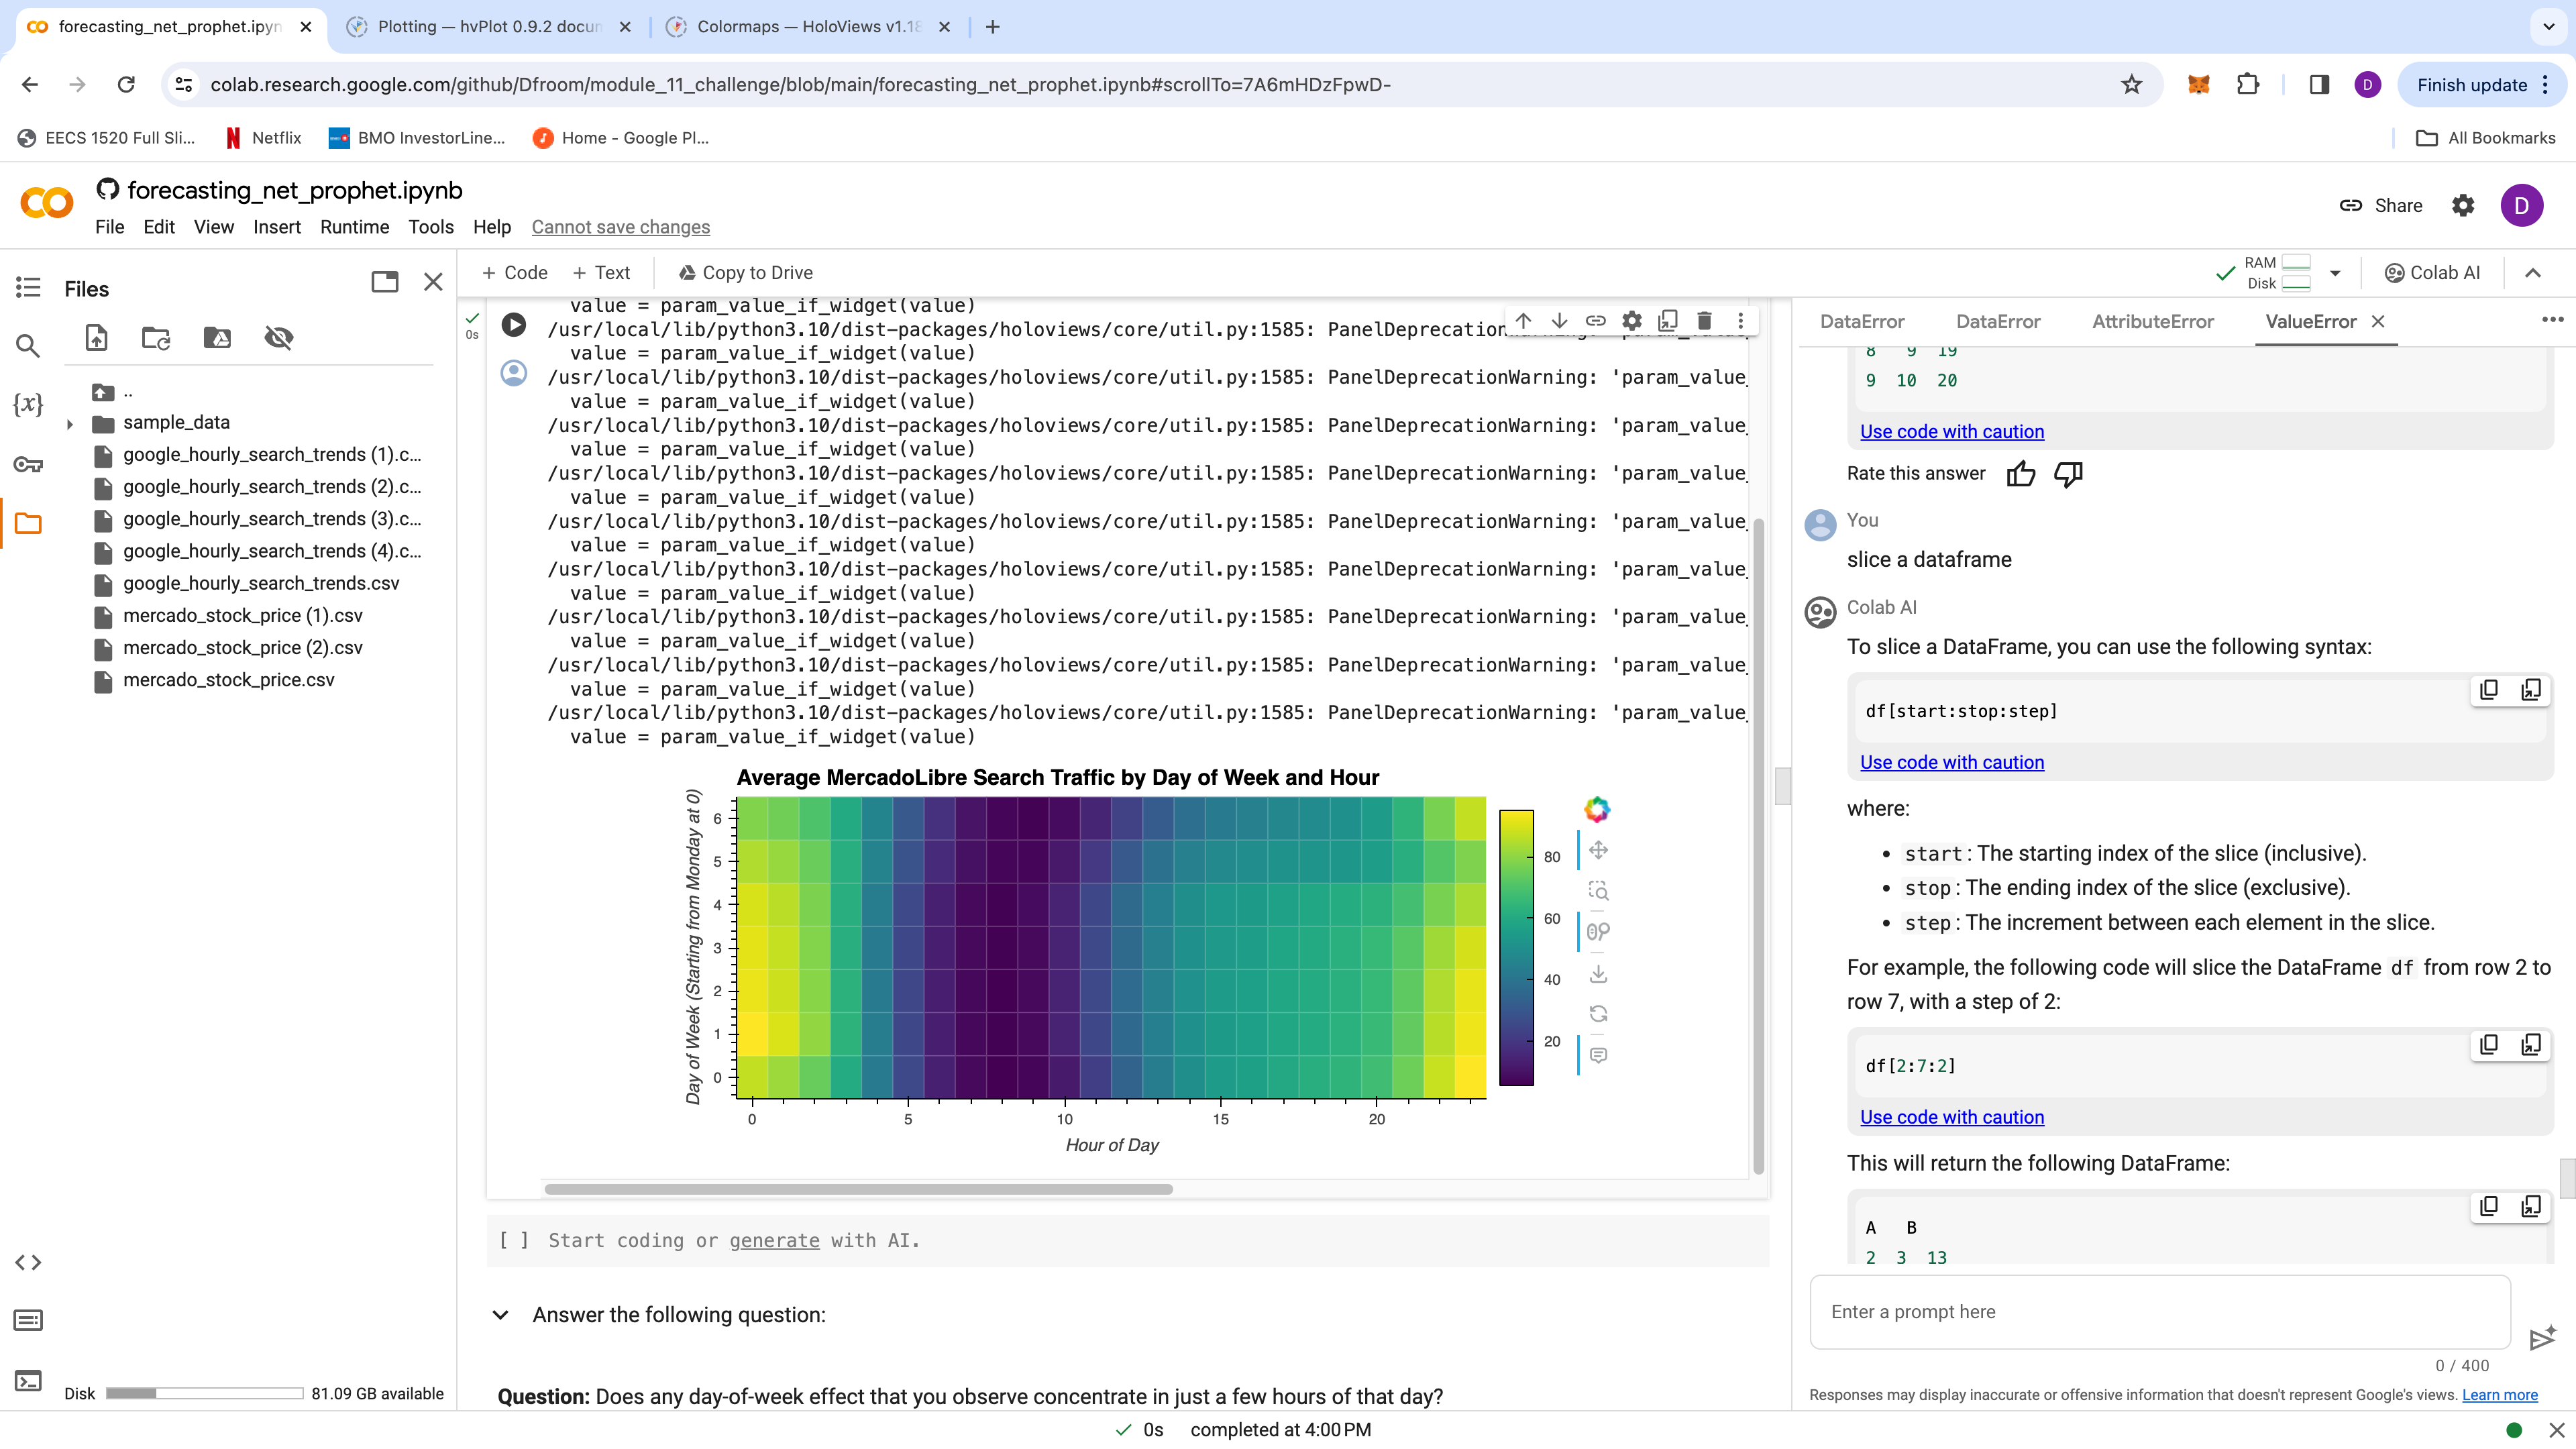 forecasting_net_prophet.ipyn
Plotting — hvPlot 0.9.2 docun
Colormaps — HoloViews v1.18
colab.research.google.com/github/Dfroom/module_11_challenge/blob/main/forecasting_net_prophet.ipynb#scrollTo=7A6mHDzFpwD-
D
Finish update
EECS 1520 Full Sli...
Netflix
BMO InvestorLine...
Home - Google Pl...
All Bookmarks
forecasting_net_prophet.ipynb
File Edit View Insert Runtime Tools Help Cannot save changes
Share
D
Files
+ Code + Text Copy to Drive
RAM
Disk
Colab AI
..
sample_data
google_hourly_search_trends (1).c...
google_hourly_search_trends (2).c...
google_hourly_search_trends (3).c...
google_hourly_search_trends (4).c...
google_hourly_search_trends.csv
mercado_stock_price (1).csv
mercado_stock_price (2).csv
mercado_stock_price.csv
Disk 81.09 GB available
0s
value = param_value_if_widget(value)
/usr/local/lib/python3.10/dist-packages/holoviews/core/util.py:1585: PanelDeprecationWarning: 'param_value_
value = param_value_if_widget(value)
/usr/local/lib/python3.10/dist-packages/holoviews/core/util.py:1585: PanelDeprecationWarning: 'param_value_
value = param_value_if_widget(value)
/usr/local/lib/python3.10/dist-packages/holoviews/core/util.py:1585: PanelDeprecationWarning: 'param_value_
value = param_value_if_widget(value)
/usr/local/lib/python3.10/dist-packages/holoviews/core/util.py:1585: PanelDeprecationWarning: 'param_value_
value = param_value_if_widget(value)
/usr/local/lib/python3.10/dist-packages/holoviews/core/util.py:1585: PanelDeprecationWarning: 'param_value_
value = param_value_if_widget(value)
/usr/local/lib/python3.10/dist-packages/holoviews/core/util.py:1585: PanelDeprecationWarning: 'param_value_
value = param_value_if_widget(value)
/usr/local/lib/python3.10/dist-packages/holoviews/core/util.py:1585: PanelDeprecationWarning: 'param_value_
value = param_value_if_widget(value)
/usr/local/lib/python3.10/dist-packages/holoviews/core/util.py:1585: PanelDeprecationWarning: 'param_value_
value = param_value_if_widget(value)
/usr/local/lib/python3.10/dist-packages/holoviews/core/util.py:1585: PanelDeprecationWarning: 'param_value_
value = param_value_if_widget(value)
Average MercadoLibre Search Traffic by Day of Week and Hour
Day of Week (Starting from Monday at 0)
6
5
4
3
2
1
0
0 5 10 15 20
Hour of Day
80
60
40
20
[ ] Start coding or generate with AI.
Answer the following question:
Question: Does any day-of-week effect that you observe concentrate in just a few hours of that day?
DataError DataError AttributeError ValueError
8 9 19
9 10 20
Use code with caution
Rate this answer
You
slice a dataframe
Colab AI
To slice a DataFrame, you can use the following syntax:
df[start:stop:step]
Use code with caution
where:
• start: The starting index of the slice (inclusive).
• stop: The ending index of the slice (exclusive).
• step: The increment between each element in the slice.
For example, the following code will slice the DataFrame df from row 2 to
row 7, with a step of 2:
df[2:7:2]
Use code with caution
This will return the following DataFrame:
A B
2 3 13
Enter a prompt here
0 / 400
Responses may display inaccurate or offensive information that doesn't represent Google's views. Learn more
0s completed at 4:00 PM